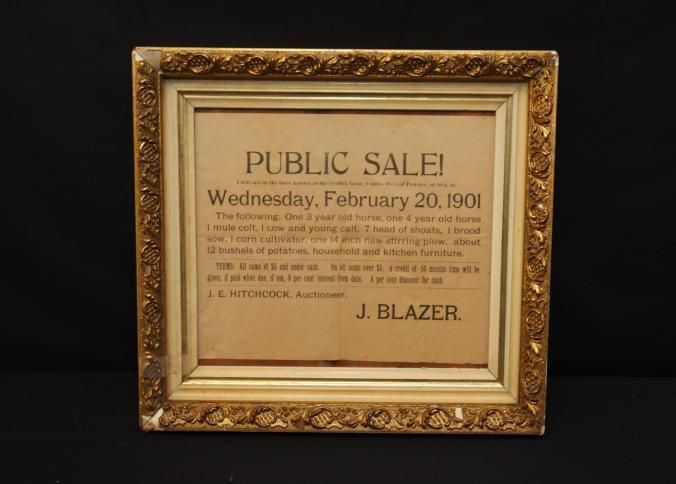 PUBLIC SALE!
I will sell at the farm known as the Griffith farm, 3 miles of at 10 a. m.
Wednesday, February 20, 1901
The following: One 3 year old horse, one 4 year old horse
1 mule colt, 1 cow and young calf, 7 head of shoats, 1 brood
sow, 1 corn cultivator, one 14 inch new stirring plow, about
12 bushels of potatoes, household and kitchen furniture.
TERMS: All sums of $5 and under cash. On all sums over $5, a credit of 10 months time will be
given, if paid when due, if not, 6 per cent interest from date. 4 per cent discount for cash.
J. E. HITCHCOCK, Auctioneer.
J. BLAZER.